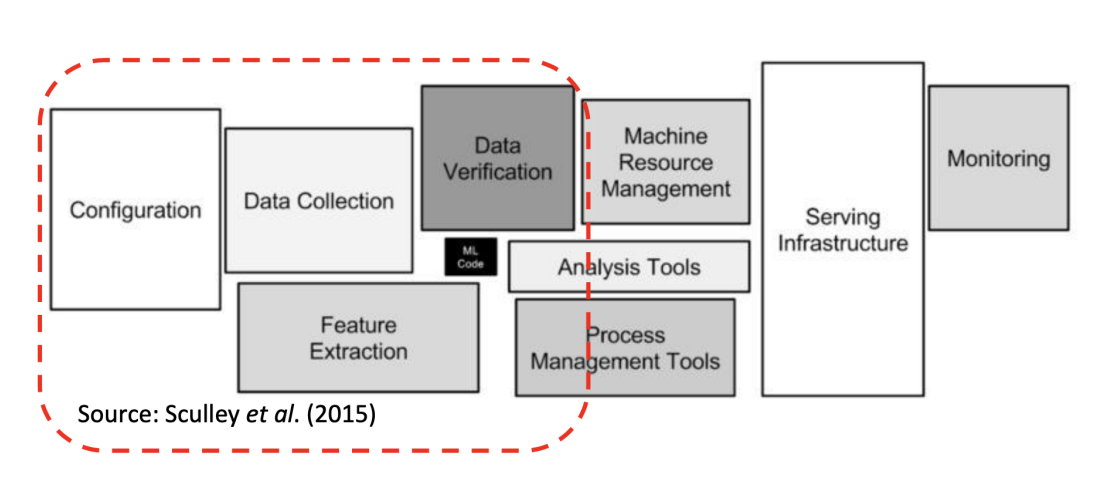 Configuration
Data Collection
Data
Verification
Machine
Resource
Management
Serving
Infrastructure
Monitoring
ML
Code
Analysis Tools
Feature
Extraction
Process
Management Tools
Source: Sculley et al. (2015)